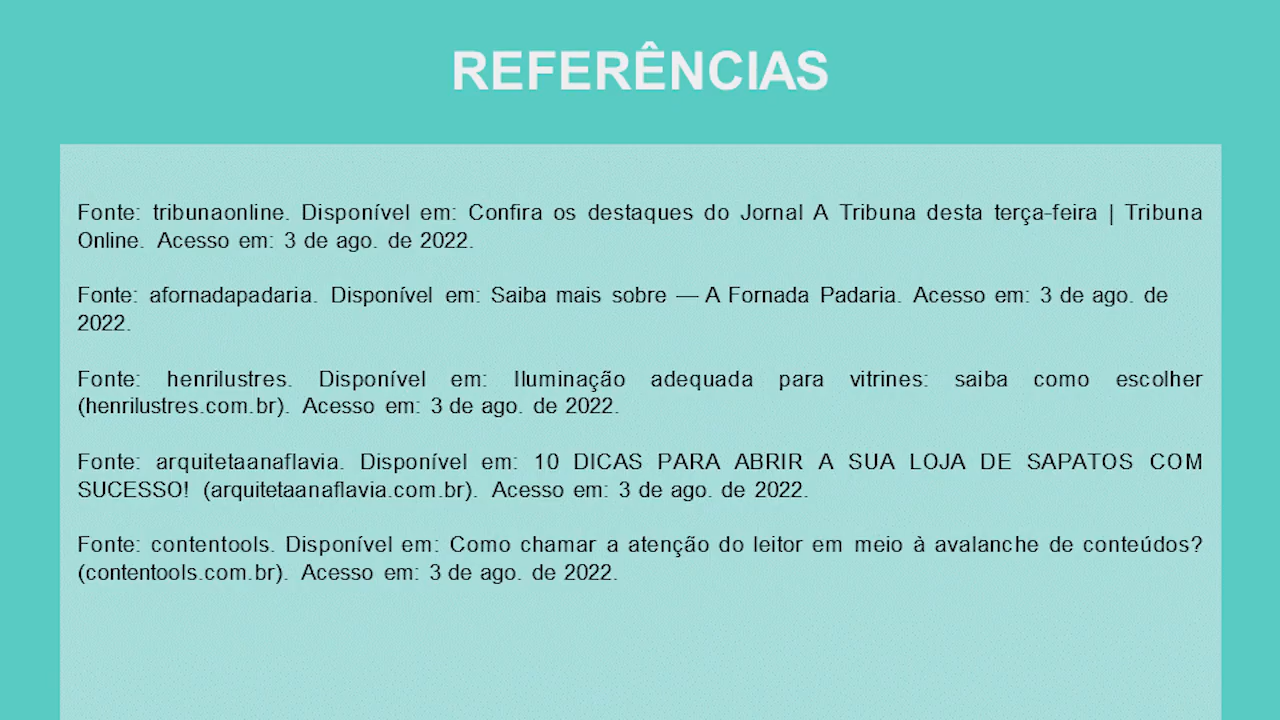 REFERÊNCIAS
Fonte: tribunaonline. Disponível em: Confira os destaques do Jornal A Tribuna desta terça-feira | Tribuna
Online. Acesso em: 3 de ago. de 2022.
Fonte: afornadapadaria. Disponível em: Saiba mais sobre — A Fornada Padaria. Acesso em: 3 de ago. de
2022.
Fonte: henrilustres. Disponível em: Iluminação adequada para vitrines: saiba como escolher
(henrilustres.com.br). Acesso em: 3 de ago. de 2022.
Fonte: arquitetaanaflavia. Disponível em: 10 DICAS PARA ABRIR A SUA LOJA DE SAPATOS COM
SUCESSO! (arquitetaanaflavia.com.br). Acesso em: 3 de ago. de 2022.
Fonte: contentools. Disponível em: Como chamar a atenção do leitor em meio à avalanche de conteúdos?
(contentools.com.br). Acesso em: 3 de ago. de 2022.